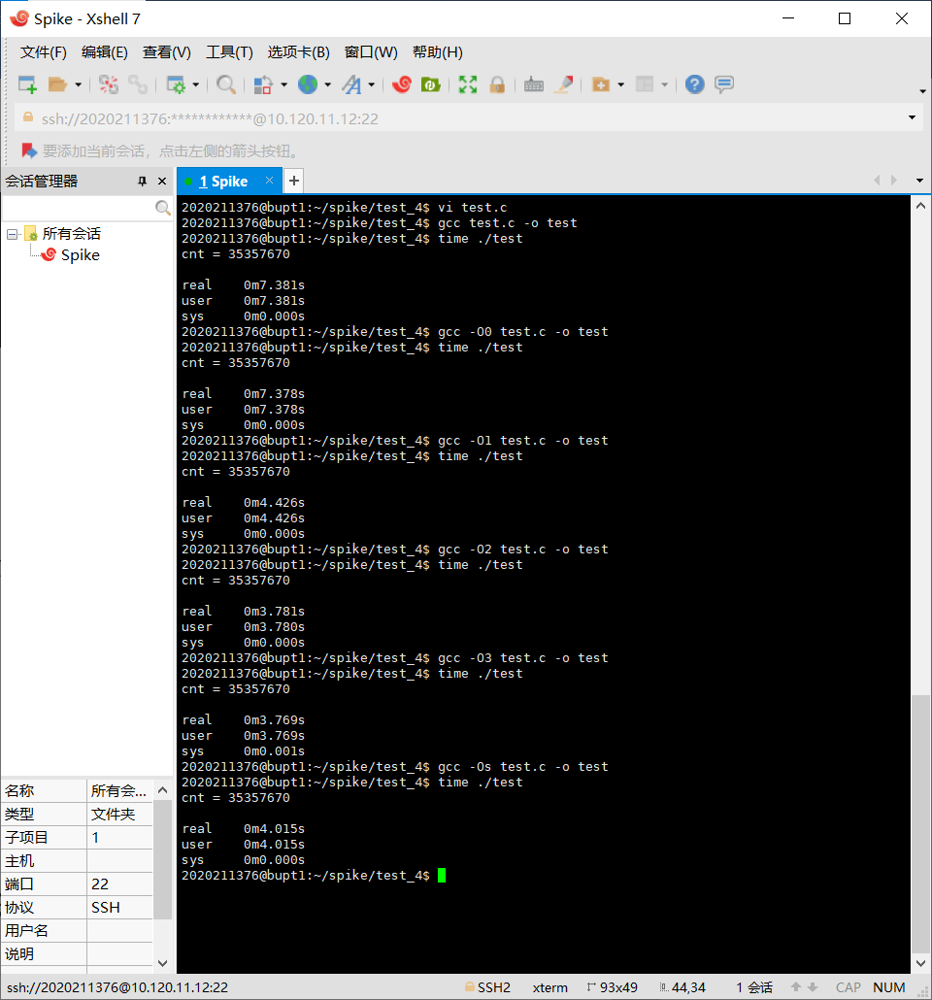 Spike - Xshell 7
文件(F) 编辑(E) 查看(V) 工具(T) 选项卡(B) 窗口(W) 帮助(H)
ssh://2020211376:************@10.120.11.12:22
要添加当前会话，点击左侧的箭头按钮。
会话管理器
1 Spike
所有会话
Spike
2020211376@bupt1:~/spike/test_4$ vi test.c
2020211376@bupt1:~/spike/test_4$ gcc test.c -o test
2020211376@bupt1:~/spike/test_4$ time ./test
cnt = 35357670
real 0m7.381s
user 0m7.381s
sys 0m0.000s
2020211376@bupt1:~/spike/test_4$ gcc -O0 test.c -o test
2020211376@bupt1:~/spike/test_4$ time ./test
cnt = 35357670
real 0m7.378s
user 0m7.378s
sys 0m0.000s
2020211376@bupt1:~/spike/test_4$ gcc -O1 test.c -o test
2020211376@bupt1:~/spike/test_4$ time ./test
cnt = 35357670
real 0m4.426s
user 0m4.426s
sys 0m0.000s
2020211376@bupt1:~/spike/test_4$ gcc -O2 test.c -o test
2020211376@bupt1:~/spike/test_4$ time ./test
cnt = 35357670
real 0m3.781s
user 0m3.780s
sys 0m0.000s
2020211376@bupt1:~/spike/test_4$ gcc -O3 test.c -o test
2020211376@bupt1:~/spike/test_4$ time ./test
cnt = 35357670
real 0m3.769s
user 0m3.769s
sys 0m0.001s
2020211376@bupt1:~/spike/test_4$ gcc -Os test.c -o test
2020211376@bupt1:~/spike/test_4$ time ./test
cnt = 35357670
real 0m4.015s
user 0m4.015s
sys 0m0.000s
2020211376@bupt1:~/spike/test_4$
名称 所有会...
类型 文件夹
子项目 1
主机
端口 22
协议 SSH
用户名
说明
ssh://2020211376@10.120.11.12:22 SSH2 xterm 93x49 44,34 1 会话 CAP NUM